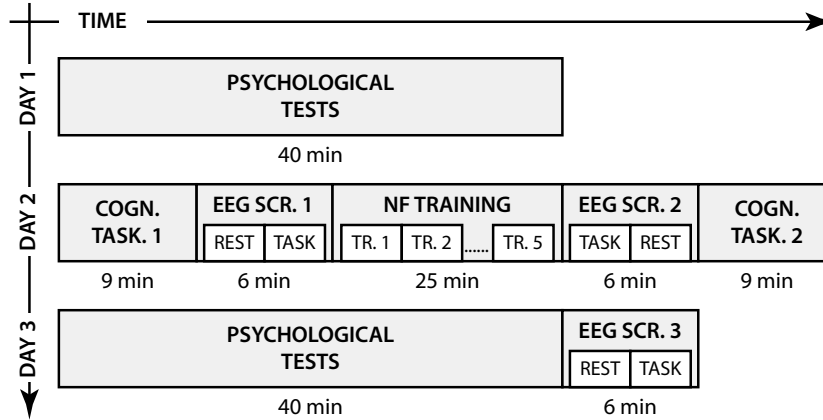 TIME
DAY 1
PSYCHOLOGICAL
TESTS
40 min
DAY 2
COGN.
TASK. 1
EEG SCR. 1
REST TASK
NF TRAINING
TR. 1 TR. 2 ...... TR. 5
EEG SCR. 2
TASK REST
COGN.
TASK. 2
9 min 6 min 25 min 6 min 9 min
DAY 3
PSYCHOLOGICAL
TESTS
EEG SCR. 3
REST TASK
40 min 6 min